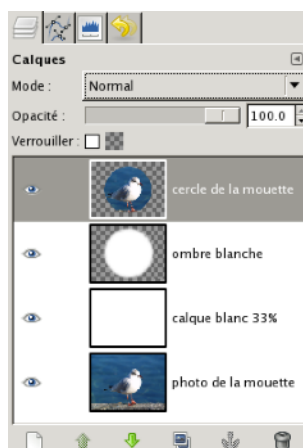 Calques
Mode : Normal
Opacité : 100.0
Verrouiller :
cercle de la mouette
ombre blanche
calque blanc 33%
photo de la mouette